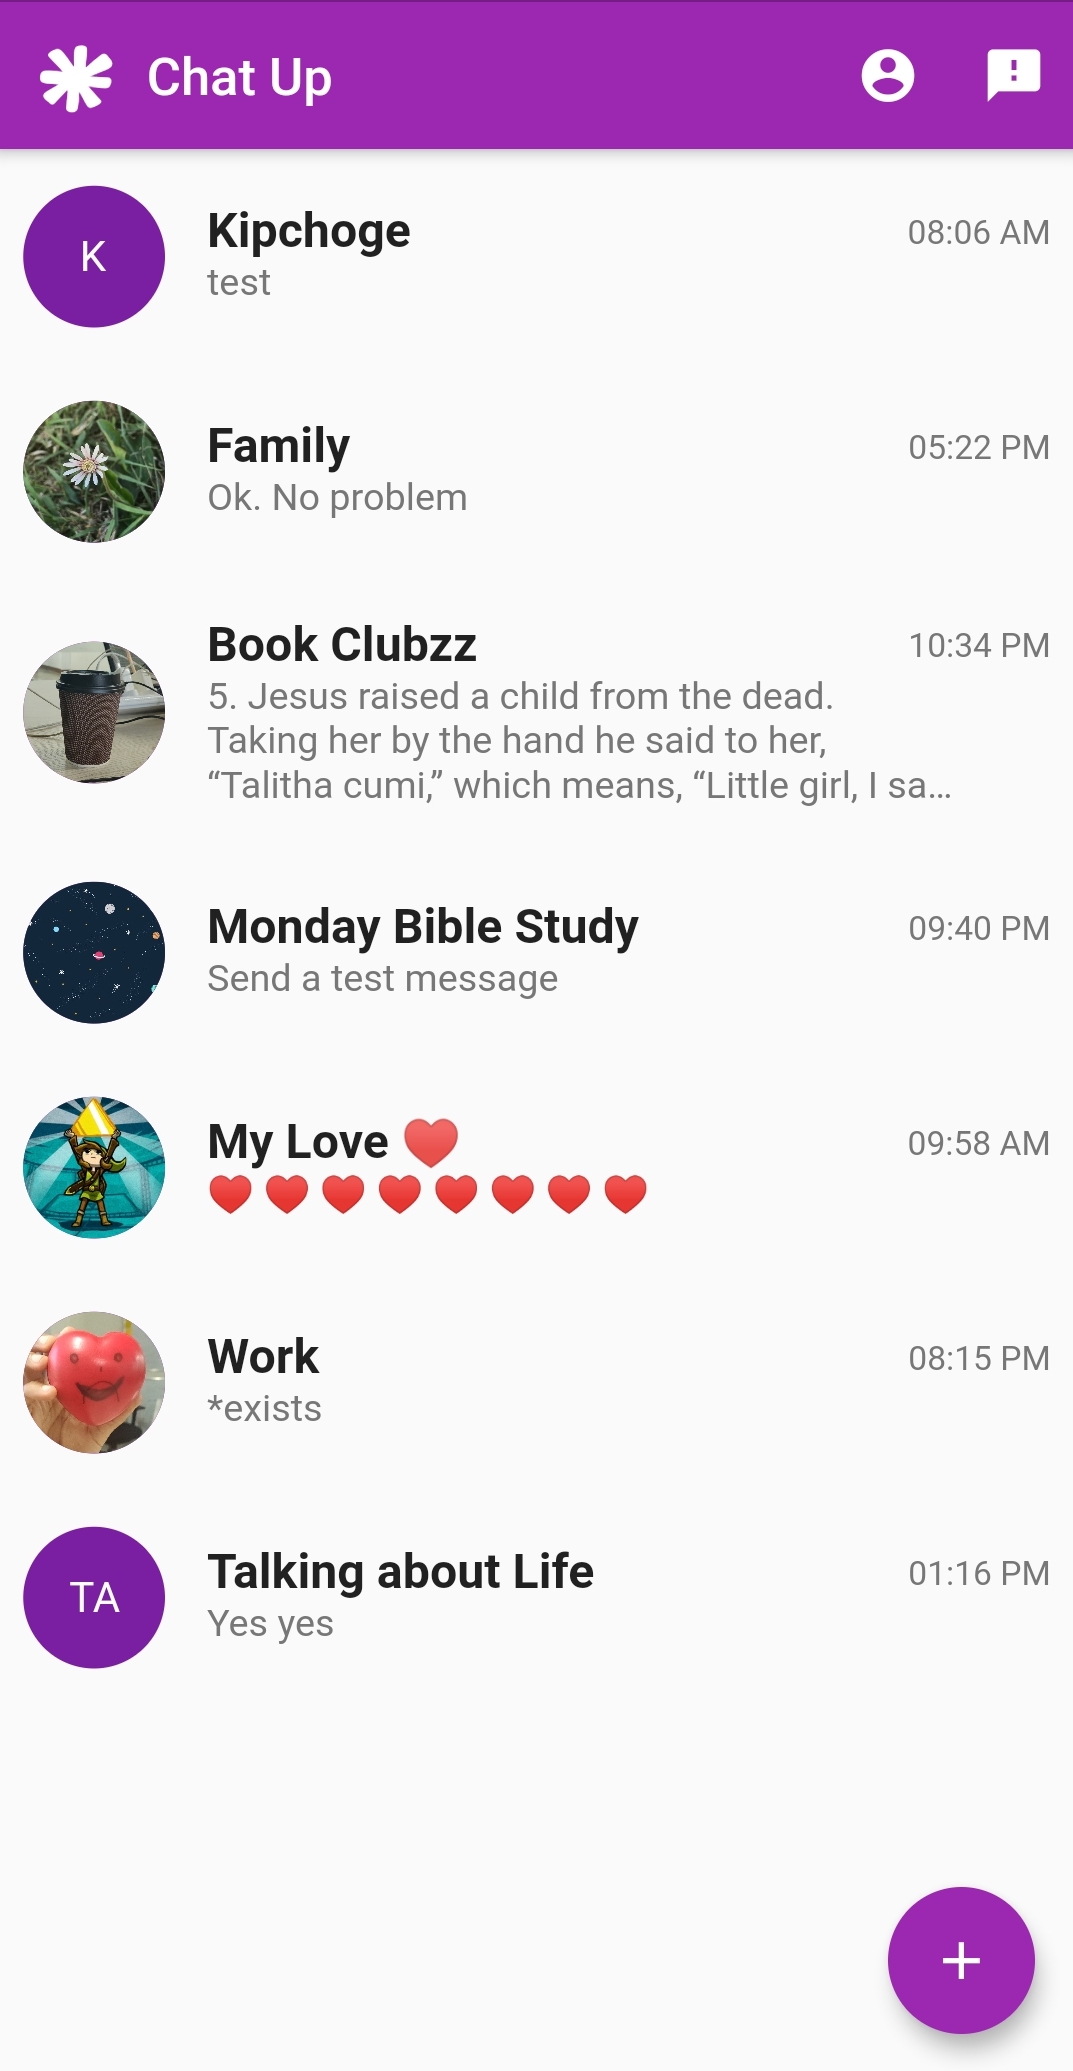 Chat Up
K
Kipchoge
08:06 AM
test
Family
05:22 PM
Ok. No problem
Book Clubzz
10:34 PM
5. Jesus raised a child from the dead.
Taking her by the hand he said to her,
“Talitha cumi,” which means, “Little girl, I sa…
Monday Bible Study
09:40 PM
Send a test message
My Love ❤️
09:58 AM
❤️❤️❤️❤️❤️❤️❤️❤️
Work
08:15 PM
*exists
TA
Talking about Life
01:16 PM
Yes yes